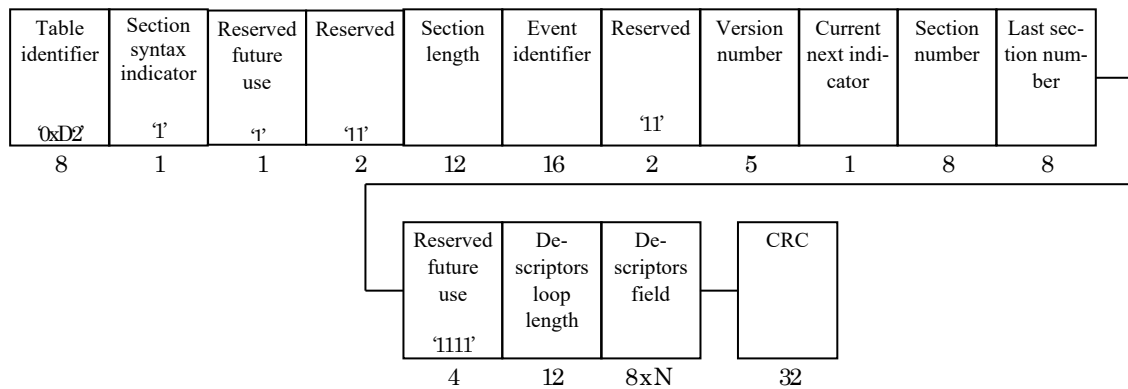 Table
identifier
‘0xD2’
Section
syntax
indicator
‘1’
Reserved
future
use
‘1’
Reserved
‘11’
Section
length
Event
identifier
Reserved
‘11’
Version
number
Current
next indi-
cator
Section
number
Last sec-
tion num-
ber
8 1 1 2 12 16 2 5 1 8 8
Reserved
future
use
‘1111’
De-
scriptors
loop
length
De-
scriptors
field
CRC
4 12 8xN 32